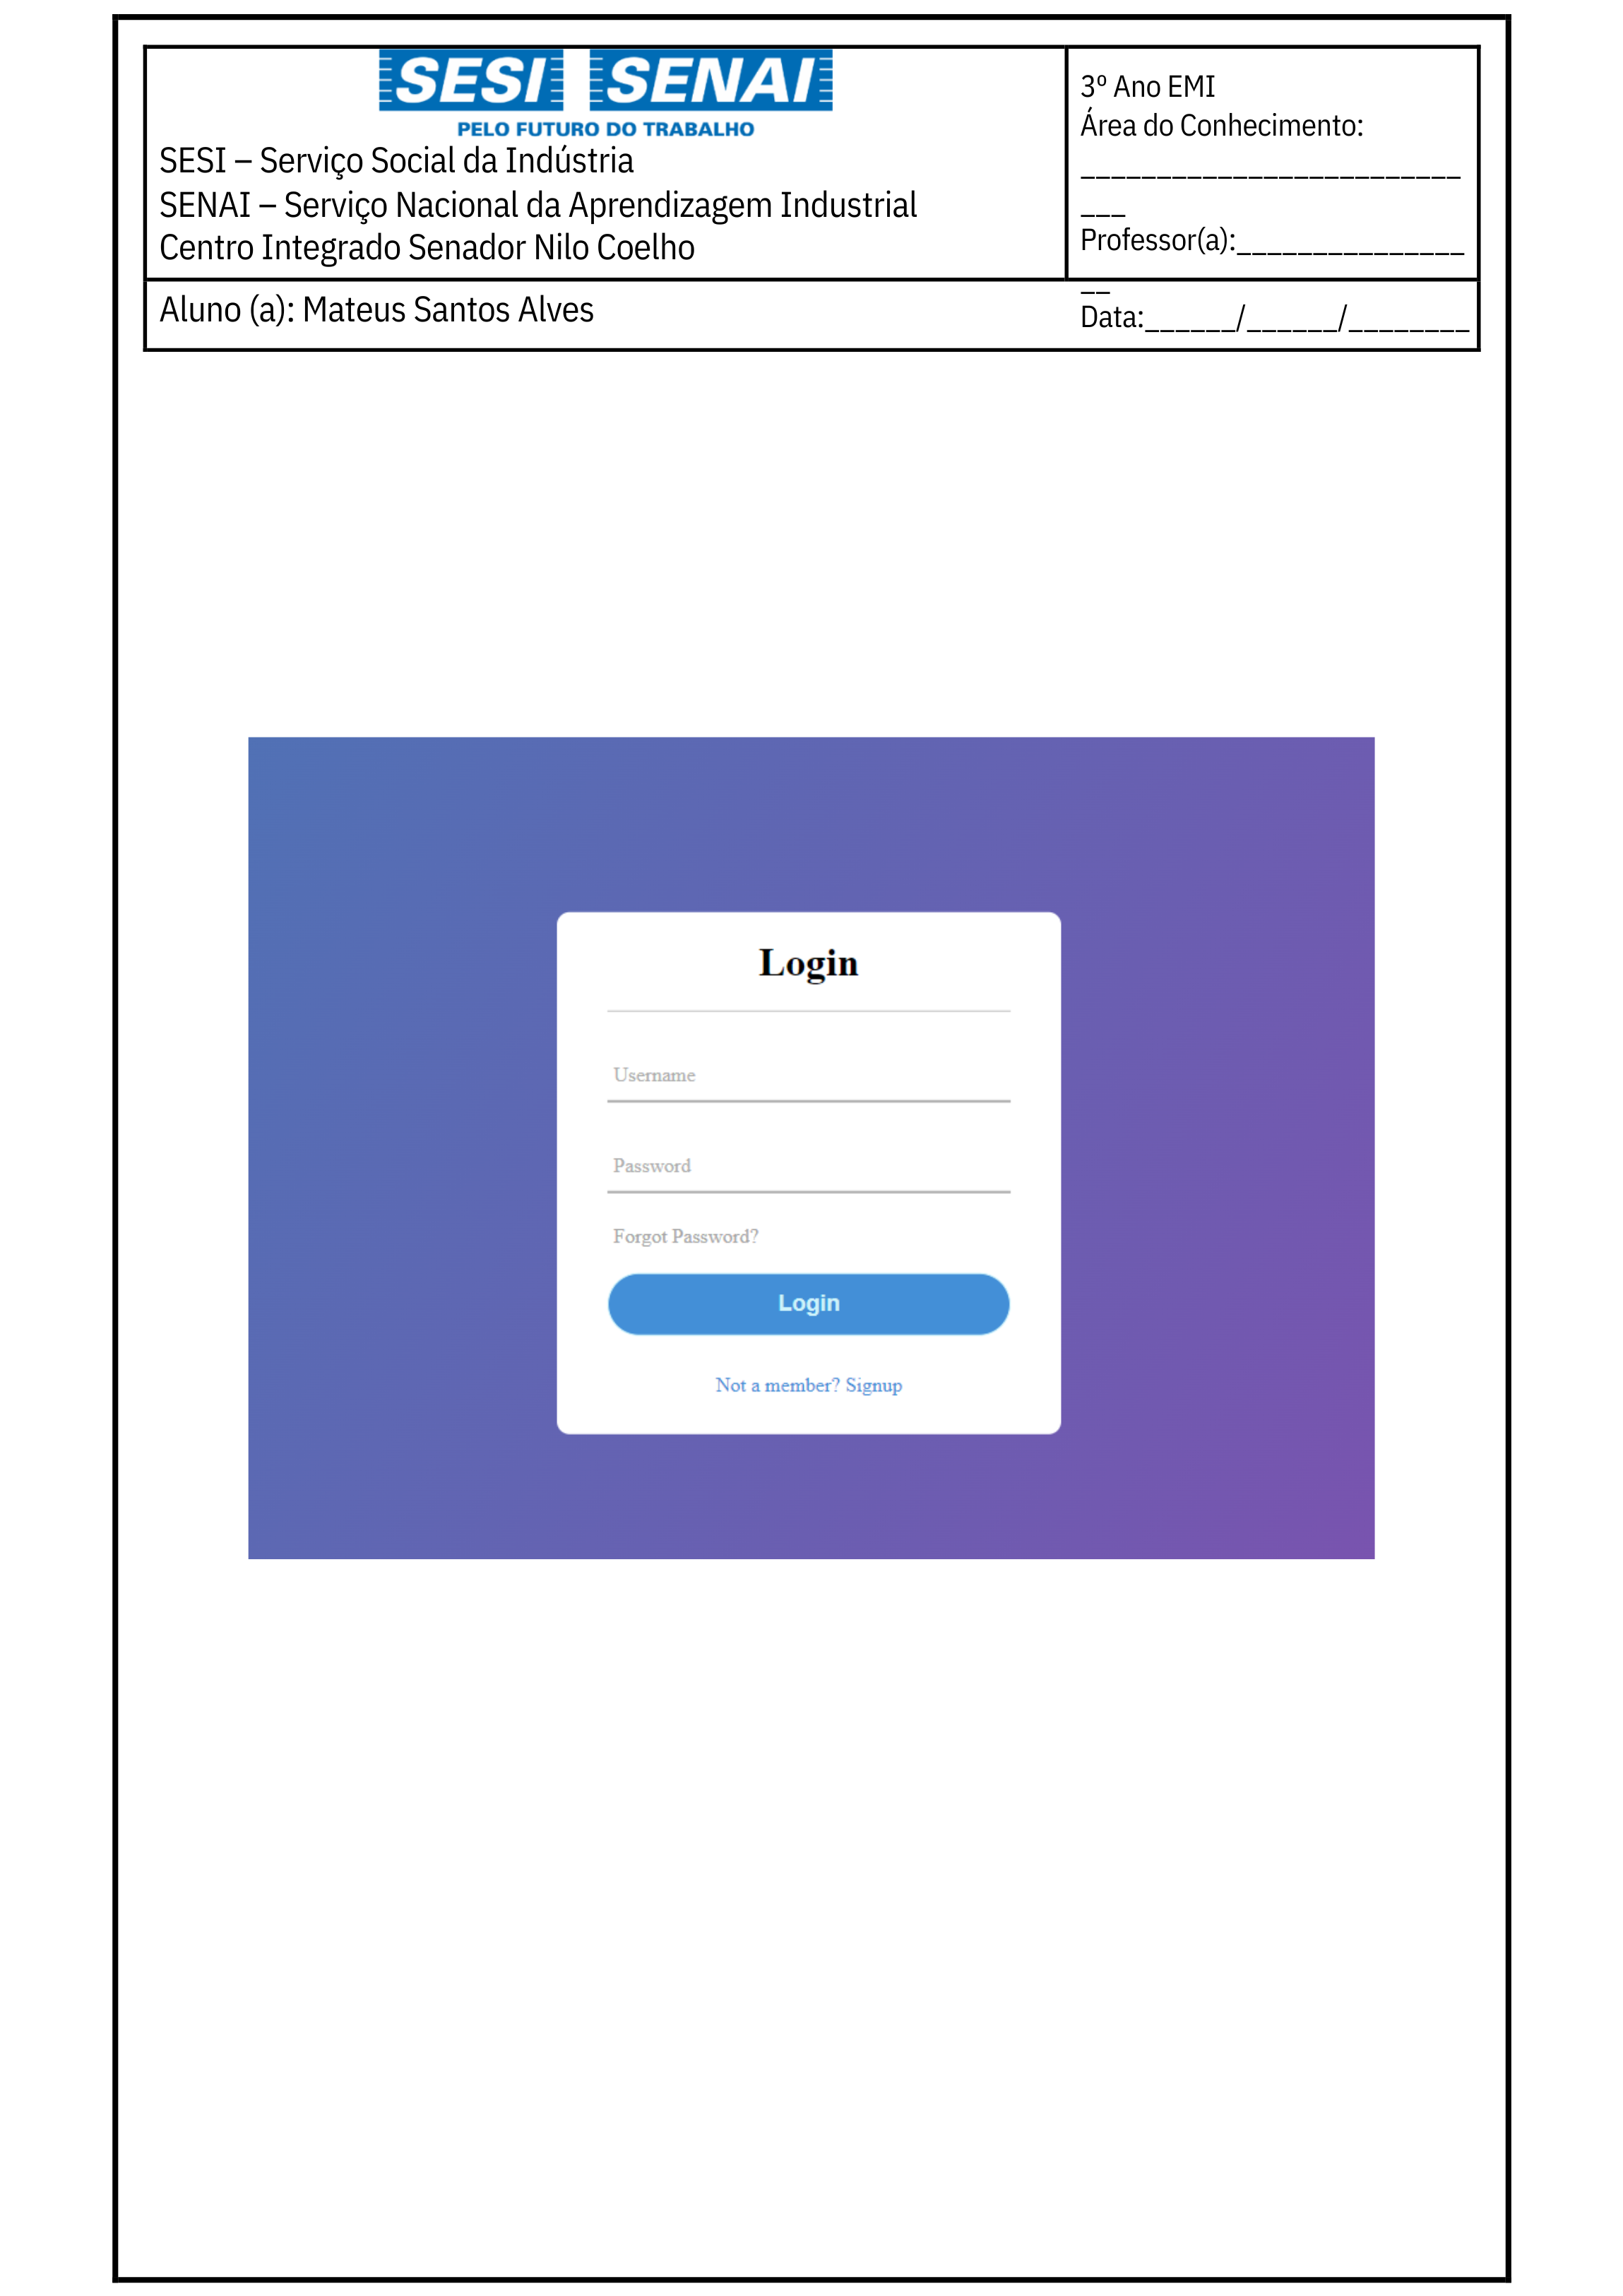 SESI SENAI
PELO FUTURO DO TRABALHO
SESI – Serviço Social da Indústria
SENAI – Serviço Nacional da Aprendizagem Industrial
Centro Integrado Senador Nilo Coelho
3º Ano EMI
Área do Conhecimento:
_________________________
___
Professor(a):_______________
__
Aluno (a): Mateus Santos Alves
Data:______/______/________
Login
Username
Password
Forgot Password?
Login
Not a member? Signup